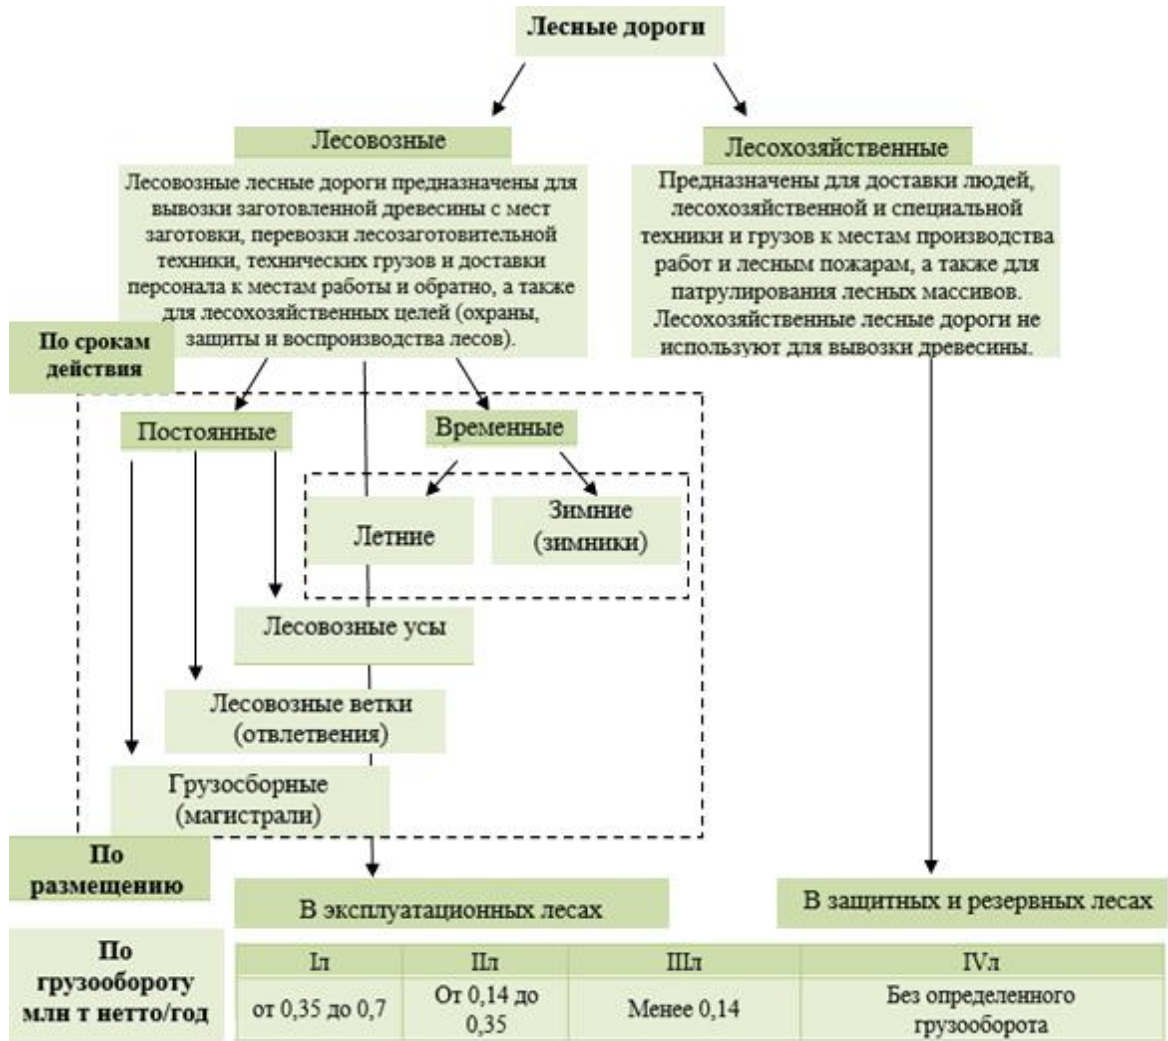 Лесные дороги
Лесовозные
Лесовозные лесные дороги предназначены для
вывозки заготовленной древесины с мест
заготовки, перевозки лесозаготовительной
техники, технических грузов и доставки
персонала к местам работы и обратно, а также
для лесохозяйственных целей (охраны,
защиты и воспроизводства лесов).
Лесохозяйственные
Предназначены для доставки людей,
лесохозяйственной и специальной
техники и грузов к местам производства
работ и лесным пожарам, а также для
патрулирования лесных массивов.
Лесохозяйственные лесные дороги не
используют для вывозки древесины.
По срокам
действия
Постоянные
Временные
Летние
Зимние
(зимники)
Лесовозные усы
Лесовозные ветки
(отвлетвения)
Грузосборные
(магистрали)
По
размещению
В эксплуатационных лесах
В защитных и резервных лесах
По
грузообороту
млн т нетто/год
Iл
IIл
IIIл
IVл
от 0,35 до 0,7
От 0,14 до
0,35
Менее 0,14
Без определенного
грузооборота